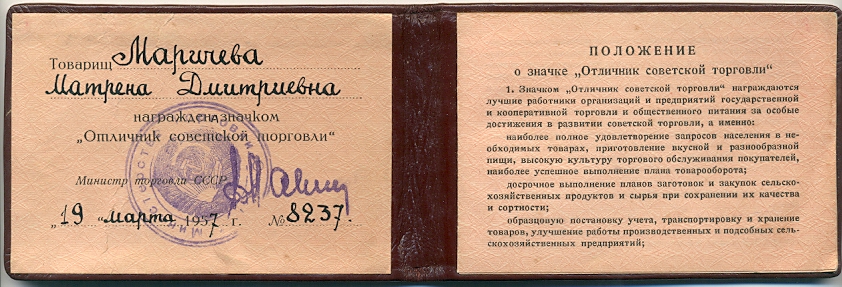 Товарищ Маричева
Матрена Дмитриевна
награждена значком
„Отличник советской торговли“
Министр торговли СССР
„19“ марта 1957 г. № 8237.
ПОЛОЖЕНИЕ
о значке „Отличник советской торговли“
1. Значком „Отличник советской торговли“ награждаются
лучшие работники организаций и предприятий государственной
и кооперативной торговли и общественного питания за особые
достижения в развитии советской торговли, а именно:
наиболее полное удовлетворение запросов населения в не-
обходимых товарах, приготовление вкусной и разнообразной
пищи, высокую культуру торгового обслуживания покупателей,
наиболее успешное выполнение плана товарооборота;
досрочное выполнение планов заготовок и закупок сельско-
хозяйственных продуктов и сырья при сохранении их качества
и сортности;
образцовую постановку учета, транспортировку и хранение
товаров, улучшение работы производственных и подсобных сель-
скохозяйственных предприятий;